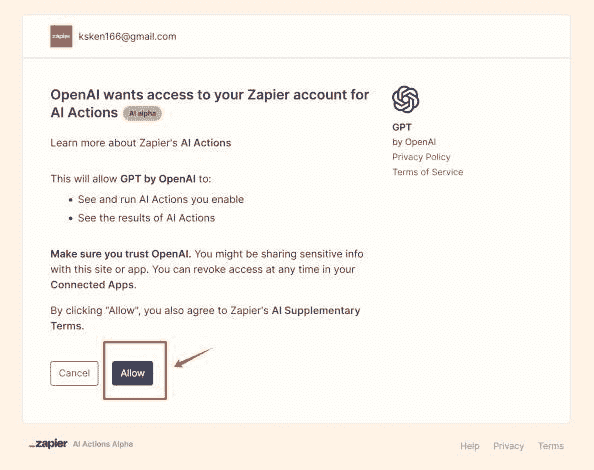 zapier
ksken166@gmail.com
OpenAI wants access to your Zapier account for
AI Actions AI alpha
Learn more about Zapier's AI Actions
This will allow GPT by OpenAI to:
• See and run AI Actions you enable
• See the results of AI Actions
Make sure you trust OpenAI. You might be sharing sensitive info
with this site or app. You can revoke access at any time in your
Connected Apps.
By clicking "Allow", you also agree to Zapier's AI Supplementary
Terms.
Cancel
Allow
GPT
by OpenAI
Privacy Policy
Terms of Service
zapier AI Actions Alpha
Help
Privacy
Terms